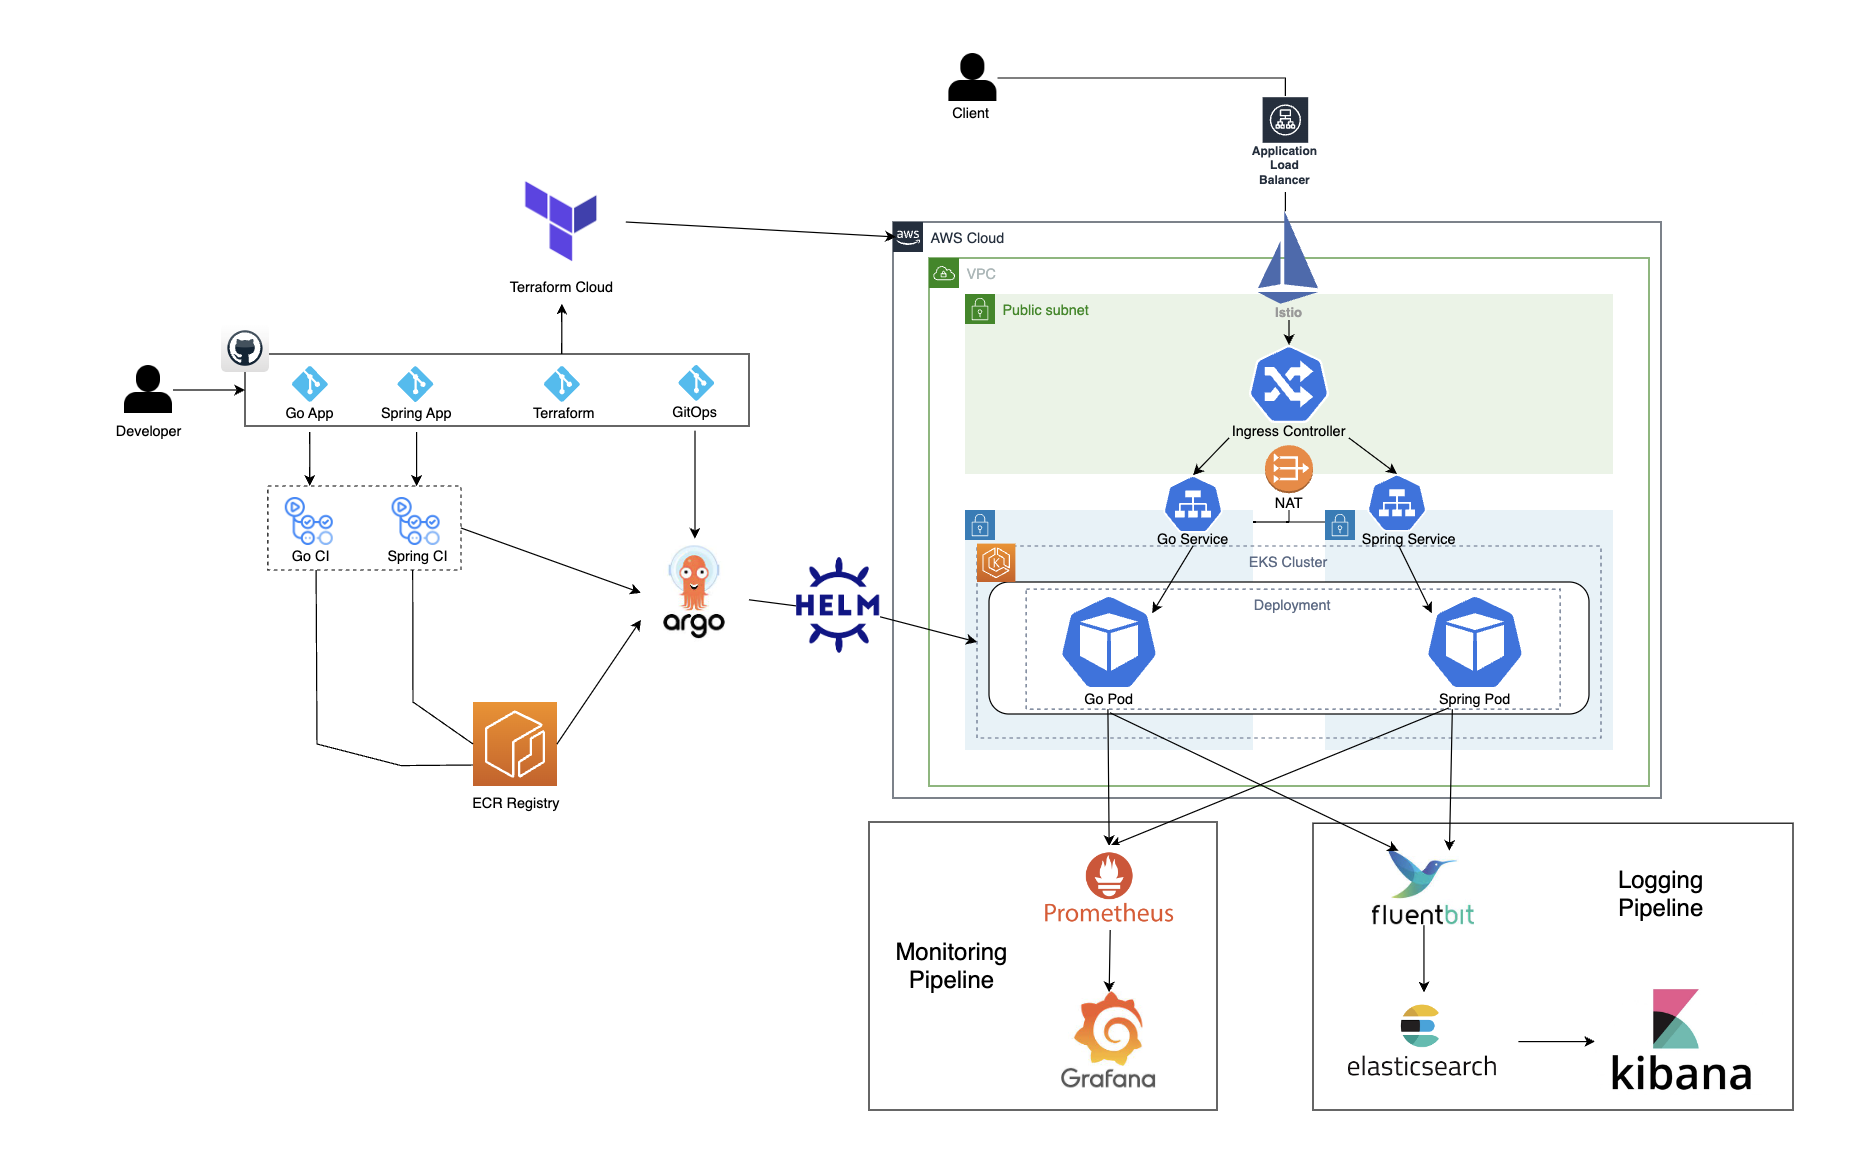 Client
Application
Load
Balancer
aws
AWS Cloud
VPC
Terraform Cloud
Public subnet
Istio
Developer
Go App
Spring App
Terraform
GitOps
Ingress Controller
NAT
Go CI
Spring CI
Go Service
Spring Service
K
EKS Cluster
argo
HELM
Deployment
Go Pod
Spring Pod
ECR Registry
Prometheus
Monitoring
Pipeline
Grafana
fluentbit
Logging
Pipeline
elasticsearch
kibana